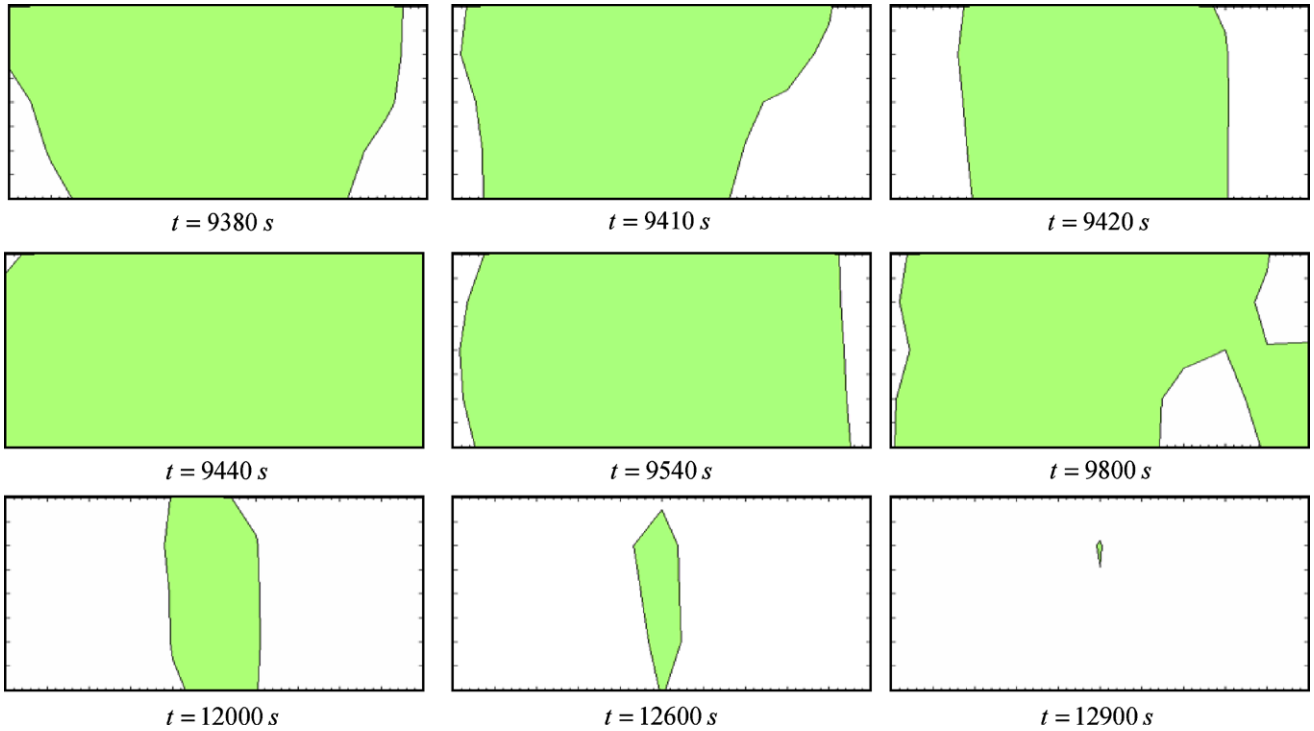 t = 9380 s
t = 9410 s
t = 9420 s
t = 9440 s
t = 9540 s
t = 9800 s
t = 12000 s
t = 12600 s
t = 12900 s